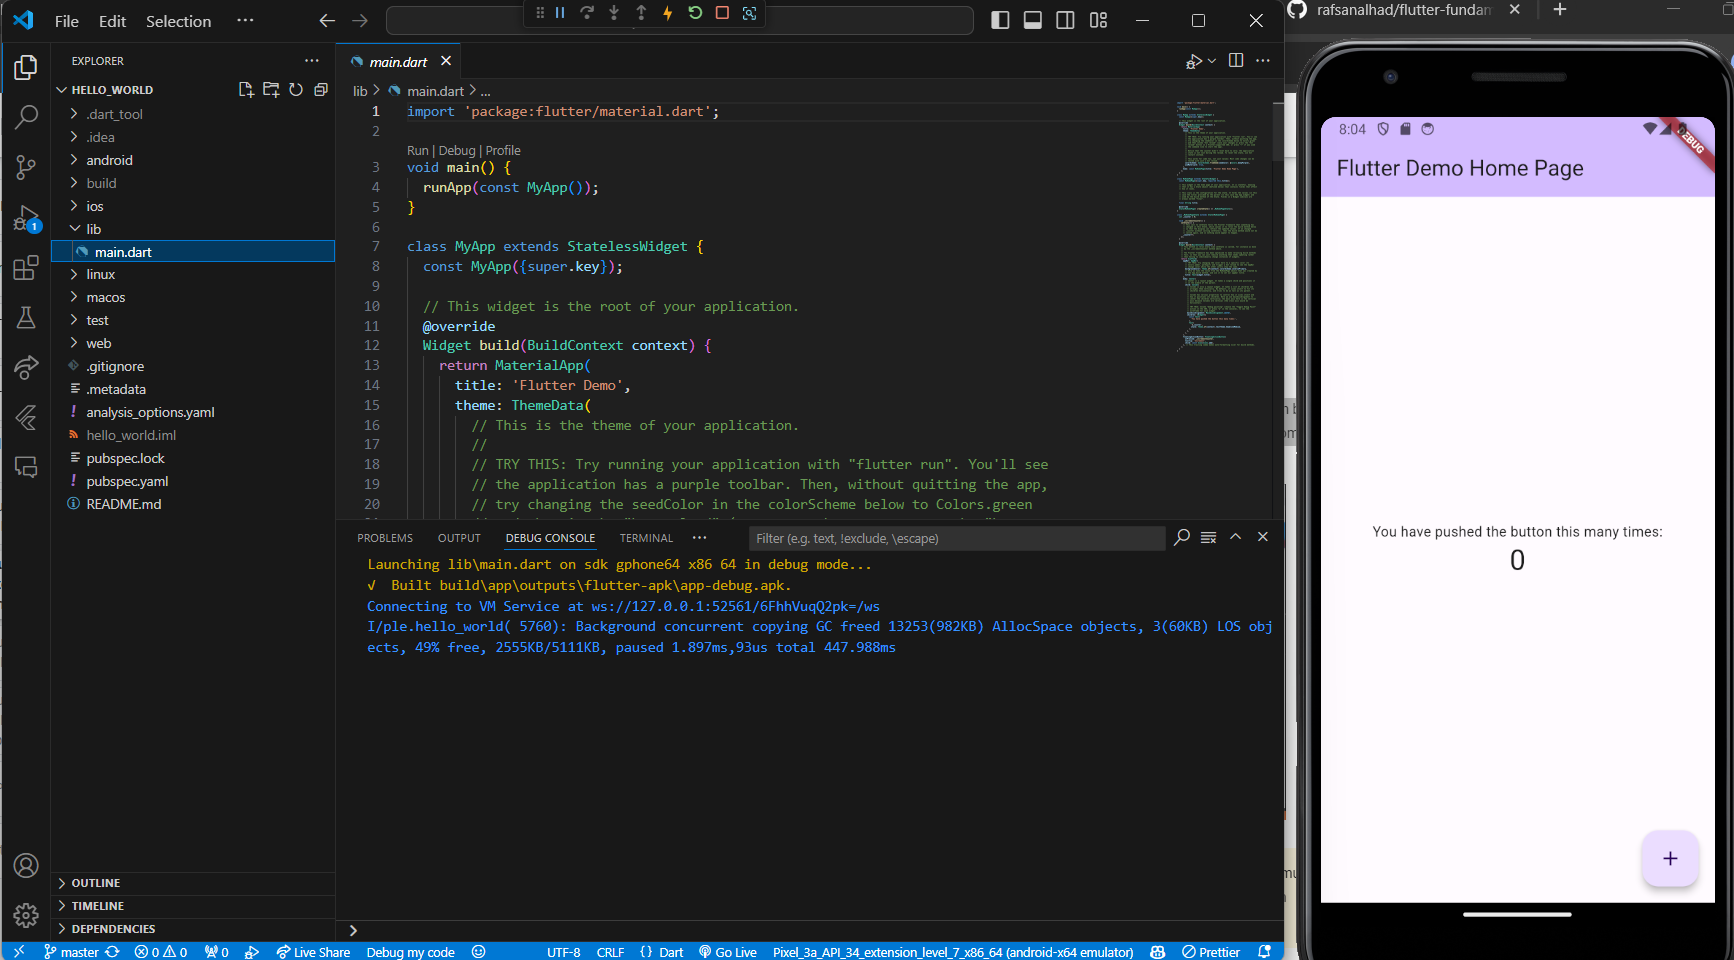 File Edit Selection ···
EXPLORER
HELLO_WORLD
.dart_tool
.idea
android
build
ios
lib
main.dart
linux
macos
test
web
.gitignore
.metadata
analysis_options.yaml
hello_world.iml
pubspec.lock
pubspec.yaml
README.md
OUTLINE
TIMELINE
DEPENDENCIES
1
main.dart
lib > main.dart > ...
1 import 'package:flutter/material.dart';
2
Run | Debug | Profile
3 void main() {
4 runApp(const MyApp());
5 }
6
7 class MyApp extends StatelessWidget {
8 const MyApp({super.key});
9
10 // This widget is the root of your application.
11 @override
12 Widget build(BuildContext context) {
13 return MaterialApp(
14 title: 'Flutter Demo',
15 theme: ThemeData(
16 // This is the theme of your application.
17 //
18 // TRY THIS: Try running your application with "flutter run". You'll see
19 // the application has a purple toolbar. Then, without quitting the app,
20 // try changing the seedColor in the colorScheme below to Colors.green
PROBLEMS OUTPUT DEBUG CONSOLE TERMINAL ··· Filter (e.g. text, !exclude, \escape)
Launching lib\main.dart on sdk gphone64 x86 64 in debug mode...
√ Built build\app\outputs\flutter-apk\app-debug.apk.
Connecting to VM Service at ws://127.0.0.1:52561/6FhhVuqQ2pk=/ws
I/ple.hello_world( 5760): Background concurrent copying GC freed 13253(982KB) AllocSpace objects, 3(60KB) LOS obj
ects, 49% free, 2555KB/5111KB, paused 1.897ms,93us total 447.988ms
master 0 0 0 Live Share Debug my code UTF-8 CRLF {} Dart Go Live Pixel_3a_API_34_extension_level_7_x86_64 (android-x64 emulator) Prettier
rafsanalhad/flutter-fundam
8:04
DEBUG
Flutter Demo Home Page
You have pushed the button this many times:
0
+